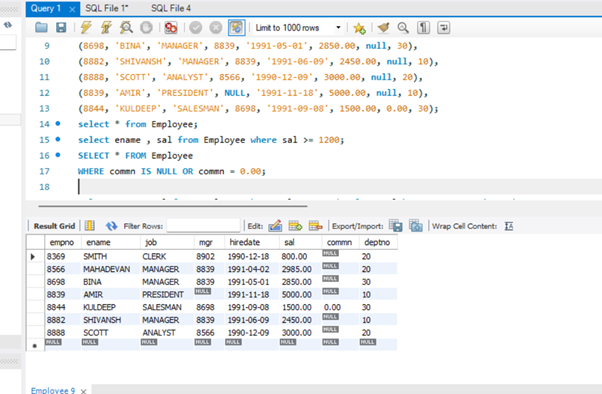 Query 1 SQL File 1* SQL File 4
Limit to 1000 rows
9 (8698, 'BINA', 'MANAGER', 8839, '1991-05-01', 2850.00, null, 30),
10 (8882, 'SHIVANSH', 'MANAGER', 8839, '1991-06-09', 2450.00, null, 10),
11 (8888, 'SCOTT', 'ANALYST', 8566, '1990-12-09', 3000.00, null, 20),
12 (8839, 'AMIR', 'PRESIDENT', NULL, '1991-11-18', 5000.00, null, 10),
13 (8844, 'KULDEEP', 'SALESMAN', 8698, '1991-09-08', 1500.00, 0.00, 30);
14 select * from Employee;
15 select ename , sal from Employee where sal >= 1200;
16 SELECT * FROM Employee
17 WHERE commn IS NULL OR commn = 0.00;
18
Result Grid Filter Rows: Edit: Export/Import: Wrap Cell Content:
empno ename job mgr hiredate sal commn deptno
8369 SMITH CLERK 8902 1990-12-18 800.00 NULL 20
8566 MAHADEVAN MANAGER 8839 1991-04-02 2985.00 NULL 20
8698 BINA MANAGER 8839 1991-05-01 2850.00 NULL 30
8839 AMIR PRESIDENT NULL 1991-11-18 5000.00 NULL 10
8844 KULDEEP SALESMAN 8698 1991-09-08 1500.00 0.00 30
8882 SHIVANSH MANAGER 8839 1991-06-09 2450.00 NULL 10
8888 SCOTT ANALYST 8566 1990-12-09 3000.00 NULL 20
NULL NULL NULL NULL NULL NULL NULL NULL
Employee 9